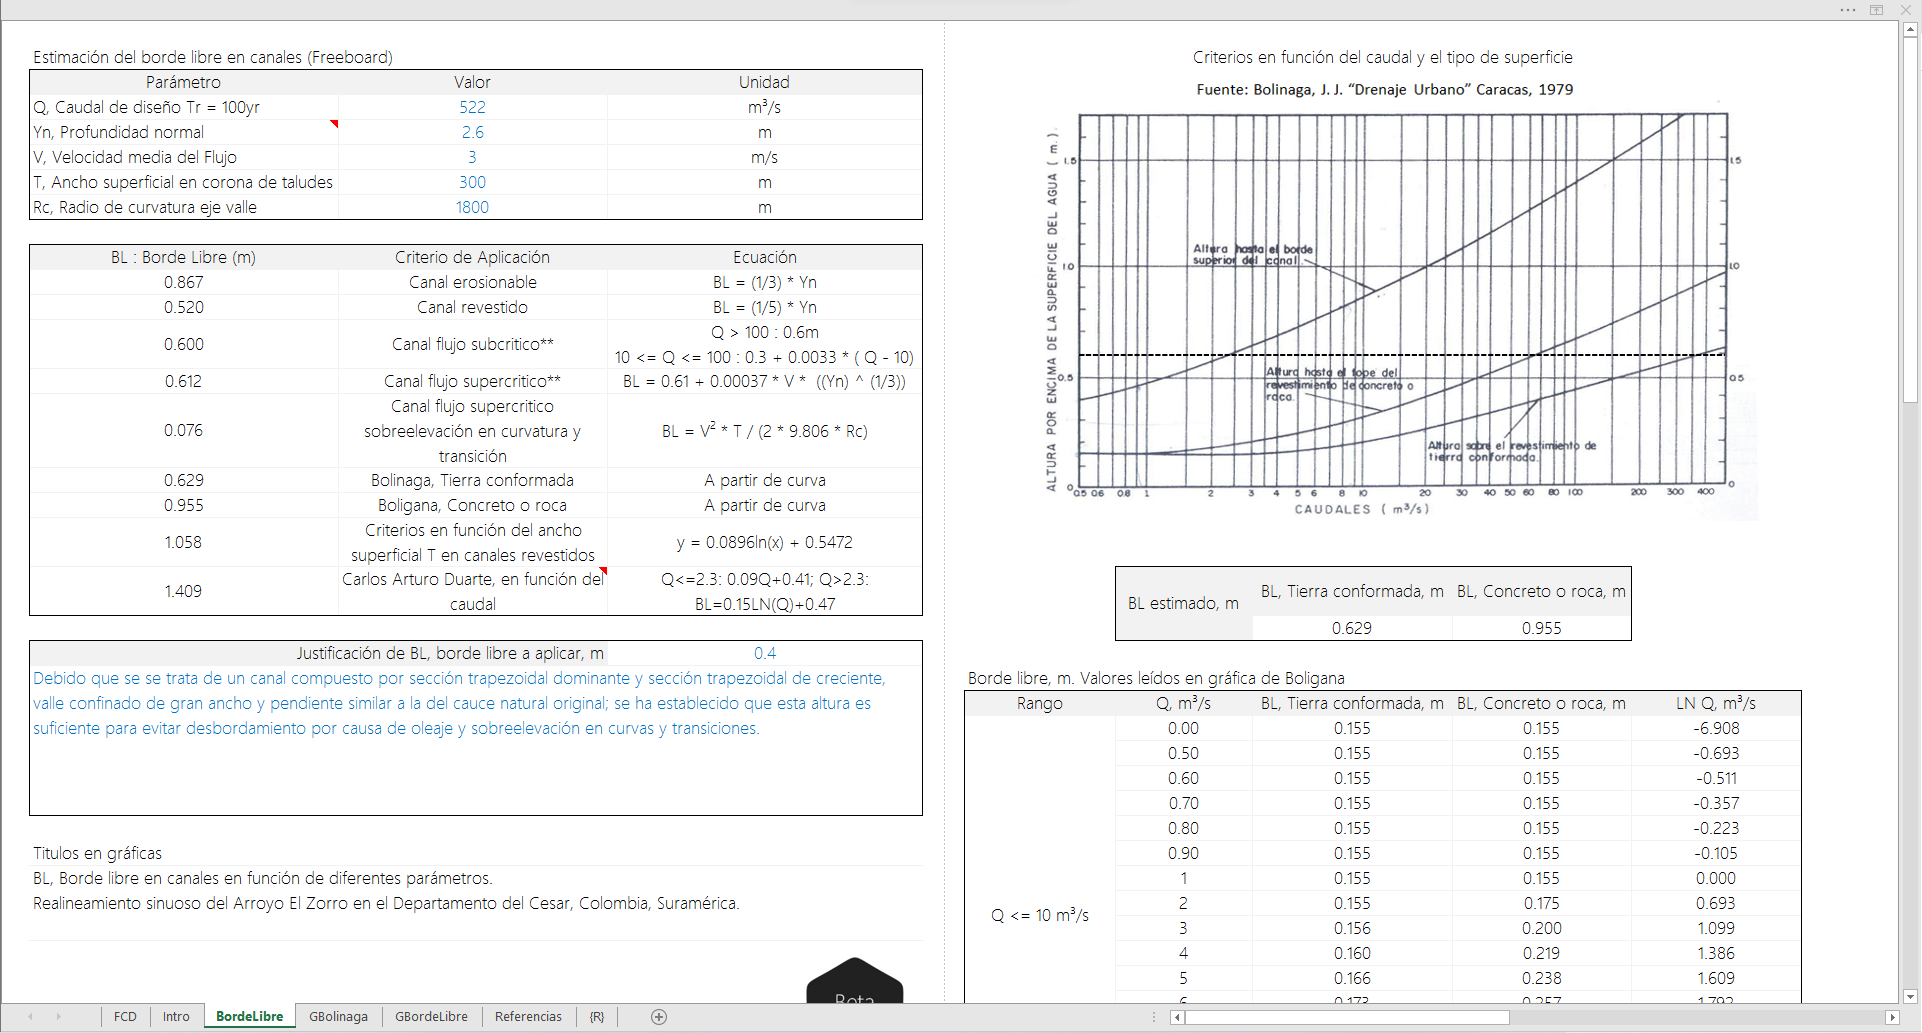 Estimación del borde libre en canales (Freeboard)
Parámetro Valor Unidad
Q, Caudal de diseño Tr = 100yr 522 m³/s
Yn, Profundidad normal 2.6 m
V, Velocidad media del Flujo 3 m/s
T, Ancho superficial en corona de taludes 300 m
Rc, Radio de curvatura eje valle 1800 m
BL : Borde Libre (m) Criterio de Aplicación Ecuación
0.867 Canal erosionable BL = (1/3) * Yn
0.520 Canal revestido BL = (1/5) * Yn
0.600 Canal flujo subcritico** Q > 100 : 0.6m
10 <= Q <= 100 : 0.3 + 0.0033 * ( Q - 10)
0.612 Canal flujo supercritico** BL = 0.61 + 0.00037 * V * ((Yn) ^ (1/3))
Canal flujo supercritico
0.076 sobreelevación en curvatura y BL = V² * T / (2 * 9.806 * Rc)
transición
0.629 Bolinaga, Tierra conformada A partir de curva
0.955 Boligana, Concreto o roca A partir de curva
Criterios en función del ancho
1.058 superficial T en canales revestidos y = 0.0896ln(x) + 0.5472
Carlos Arturo Duarte, en función del Q<=2.3: 0.09Q+0.41; Q>2.3:
1.409 caudal BL=0.15LN(Q)+0.47
Justificación de BL, borde libre a aplicar, m 0.4
Debido que se se trata de un canal compuesto por sección trapezoidal dominante y sección trapezoidal de creciente,
valle confinado de gran ancho y pendiente similar a la del cauce natural original; se ha establecido que esta altura es
suficiente para evitar desbordamiento por causa de oleaje y sobreelevación en curvas y transiciones.
Titulos en gráficas
BL, Borde libre en canales en función de diferentes parámetros.
Realineamiento sinuoso del Arroyo El Zorro en el Departamento del Cesar, Colombia, Suramérica.
Beta
Criterios en función del caudal y el tipo de superficie
Fuente: Bolinaga, J. J. “Drenaje Urbano” Caracas, 1979
ALTURA POR ENCIMA DE LA SUPERFICIE DEL AGUA ( m.).
1.5 1.5
Altura hasta el borde
superior del canal
1.0 1.0
Altura hasta el tope del
revestimiento de concreto o
roca.
0.5 0.5
Altura sobre el revestimiento de
tierra conformada.
0 0
0.5 0.6 0.8 1 2 3 4 5 6 8 10 20 30 40 50 60 80 100 200 300 400
CAUDALES ( m³/s)
BL estimado, m BL, Tierra conformada, m BL, Concreto o roca, m
0.629 0.955
Borde libre, m. Valores leídos en gráfica de Boligana
Rango Q, m³/s BL, Tierra conformada, m BL, Concreto o roca, m LN Q, m³/s
0.00 0.155 0.155 -6.908
0.50 0.155 0.155 -0.693
0.60 0.155 0.155 -0.511
0.70 0.155 0.155 -0.357
0.80 0.155 0.155 -0.223
0.90 0.155 0.155 -0.105
1 0.155 0.155 0.000
2 0.155 0.175 0.693
Q <= 10 m³/s
3 0.156 0.200 1.099
4 0.160 0.219 1.386
5 0.166 0.238 1.609
6 0.173 0.257 1.792
FCD Intro BordeLibre GBolinaga GBordeLibre Referencias {R}